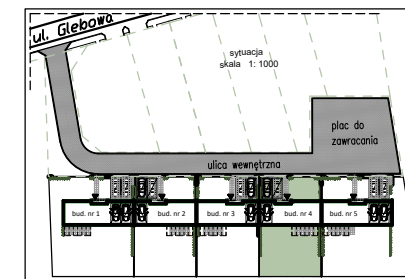 ul. Glebowa
sytuacja
skala 1: 1000
plac do
zawracania
ulica wewnętrzna
bud. nr 1
bud. nr 2
bud. nr 3
bud. nr 4
bud. nr 5